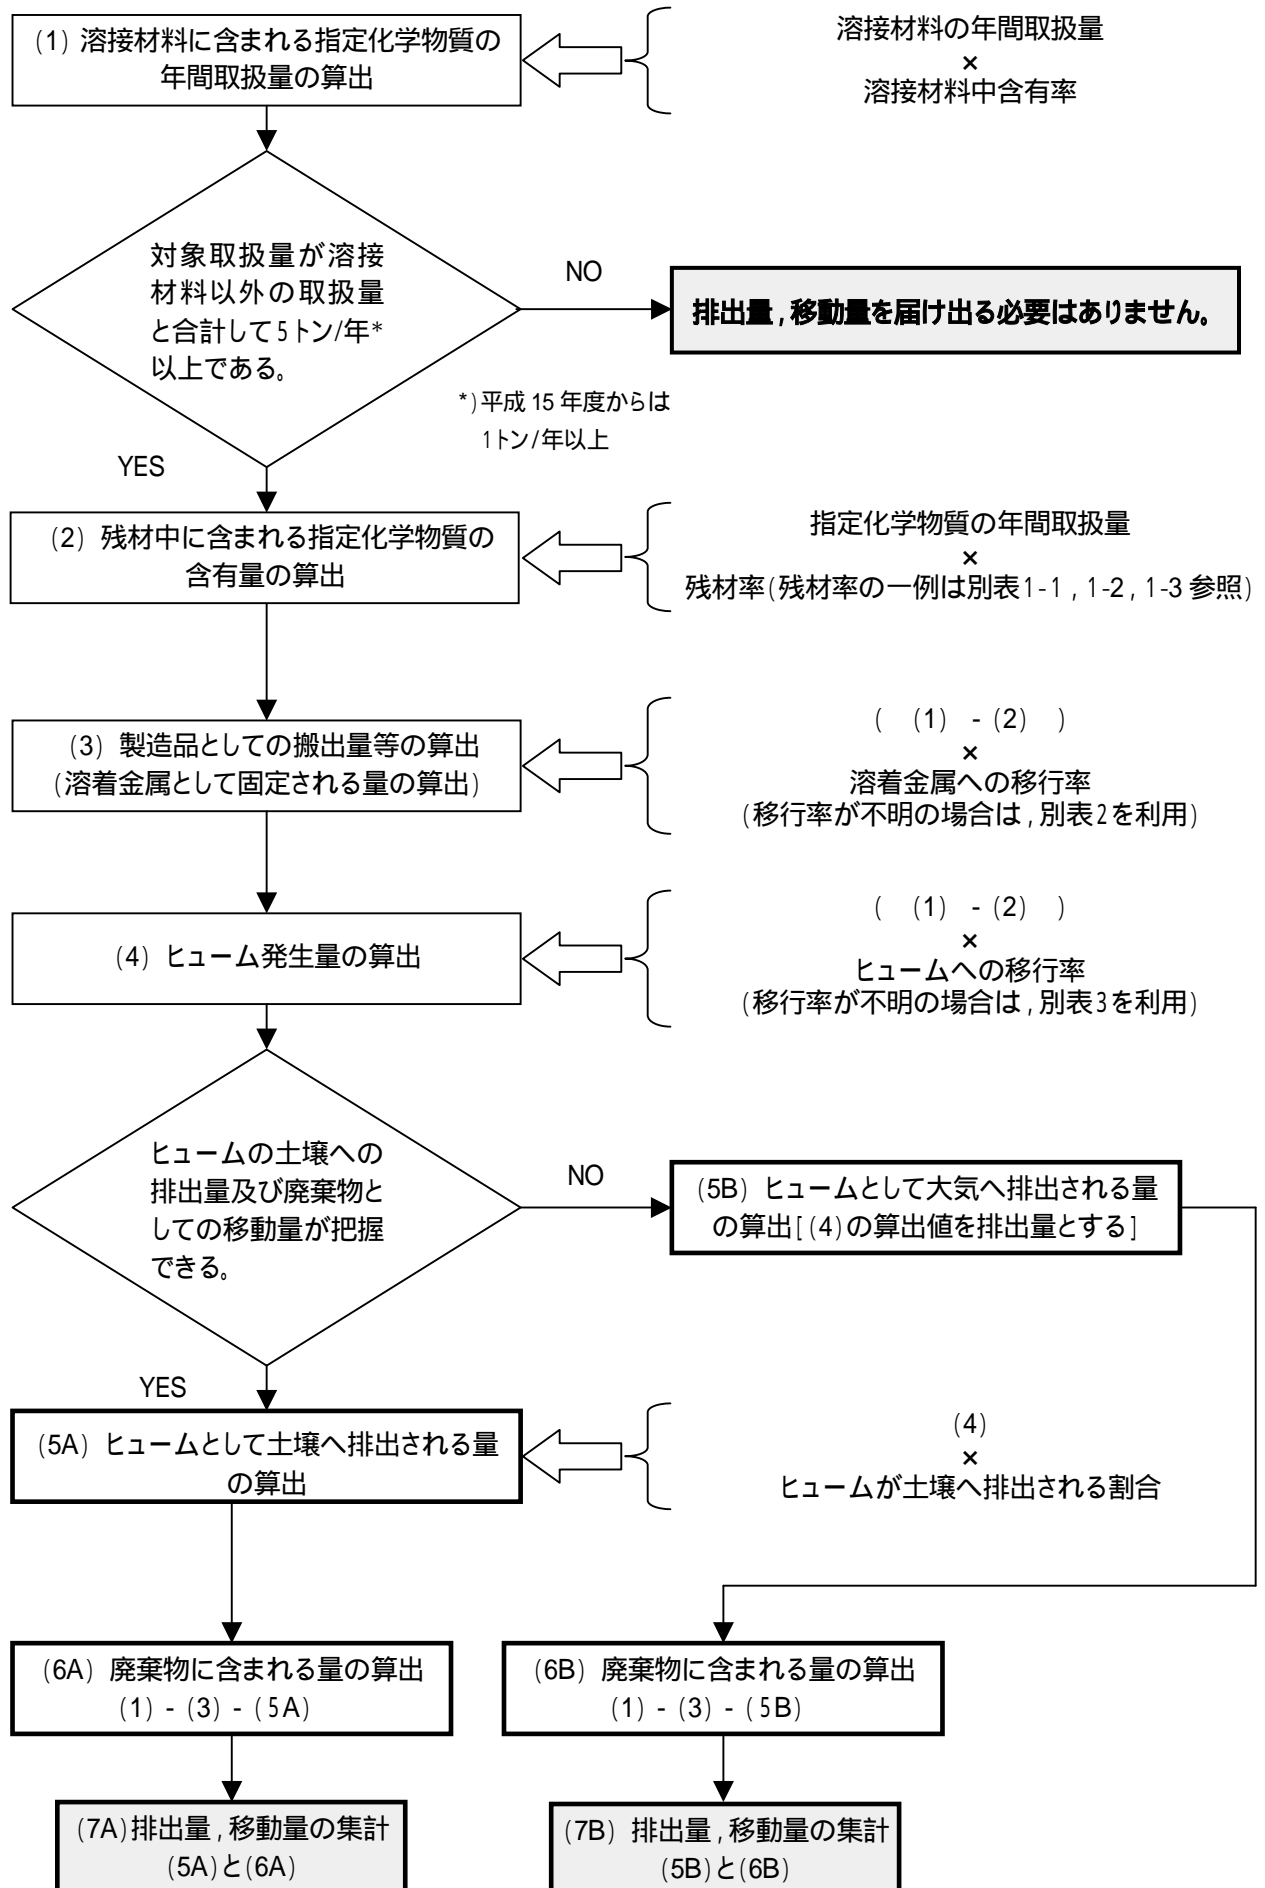 (1) 溶接材料に含まれる指定化学物質の
年間取扱量の算出
溶接材料の年間取扱量
×
溶接材料中含有率
対象取扱量が溶接
材料以外の取扱量
と合計して5トン/年*
以上である。
NO
排出量,移動量を届け出る必要はありません。
*)平成15年度からは
1トン/年以上
YES
(2) 残材中に含まれる指定化学物質の
含有量の算出
指定化学物質の年間取扱量
×
残材率(残材率の一例は別表1-1,1-2,1-3参照)
(3) 製造品としての搬出量等の算出
(溶着金属として固定される量の算出)
( (1) - (2) )
×
溶着金属への移行率
(移行率が不明の場合は,別表2を利用)
(4) ヒューム発生量の算出
( (1) - (2) )
×
ヒュームへの移行率
(移行率が不明の場合は,別表3を利用)
ヒュームの土壌への
排出量及び廃棄物と
しての移動量が把握
できる。
NO
(5B) ヒュームとして大気へ排出される量
の算出[(4)の算出値を排出量とする]
YES
(5A) ヒュームとして土壌へ排出される量
の算出
(4)
×
ヒュームが土壌へ排出される割合
(6A) 廃棄物に含まれる量の算出
(1) - (3) - (5A)
(6B) 廃棄物に含まれる量の算出
(1) - (3) - (5B)
(7A)排出量,移動量の集計
(5A)と(6A)
(7B) 排出量,移動量の集計
(5B)と(6B)